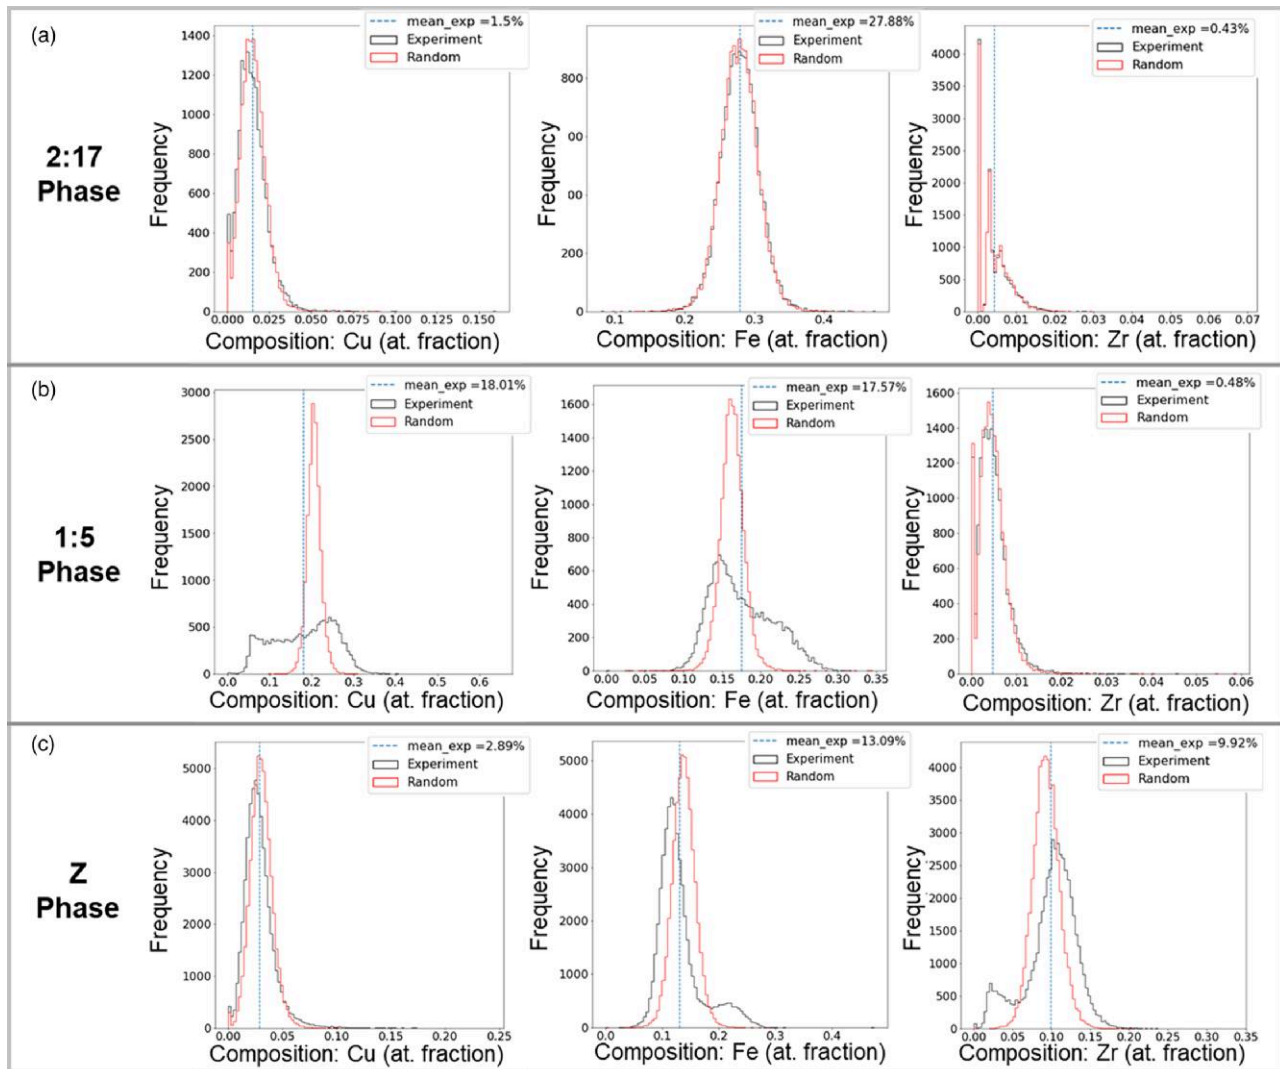 (a)
2:17
Phase
mean_exp =1.5%
Experiment
Random
1400
1200
1000
800
600
400
200
0
Frequency
0.000 0.025 0.050 0.075 0.100 0.125 0.150
Composition: Cu (at. fraction)
mean_exp =27.88%
Experiment
Random
800
00
00
200
0
Frequency
0.1 0.2 0.3 0.4
Composition: Fe (at. fraction)
mean_exp =0.43%
Experiment
Random
4000
3500
3000
2500
2000
1500
1000
500
0
Frequency
0.00 0.01 0.02 0.03 0.04 0.05 0.06 0.07
Composition: Zr (at. fraction)
(b)
1:5
Phase
mean_exp =18.01%
Experiment
Random
3000
2500
2000
1500
1000
500
0
Frequency
0.0 0.1 0.2 0.3 0.4 0.5 0.6
Composition: Cu (at. fraction)
mean_exp =17.57%
Experiment
Random
1600
1400
1200
1000
800
600
400
200
0
Frequency
0.00 0.05 0.10 0.15 0.20 0.25 0.30 0.35
Composition: Fe (at. fraction)
mean_exp =0.48%
Experiment
Random
1600
1400
1200
1000
800
600
400
200
0
Frequency
0.00 0.01 0.02 0.03 0.04 0.05 0.06
Composition: Zr (at. fraction)
(c)
Z
Phase
mean_exp =2.89%
Experiment
Random
5000
4000
3000
2000
1000
0
Frequency
0.00 0.05 0.10 0.15 0.20 0.25
Composition: Cu (at. fraction)
mean_exp =13.09%
Experiment
Random
5000
4000
3000
2000
1000
0
Frequency
0.0 0.1 0.2 0.3 0.4
Composition: Fe (at. fraction)
mean_exp =9.92%
Experiment
Random
4000
3500
3000
2500
2000
1500
1000
500
0
Frequency
0.00 0.05 0.10 0.15 0.20 0.25 0.30 0.35
Composition: Zr (at. fraction)